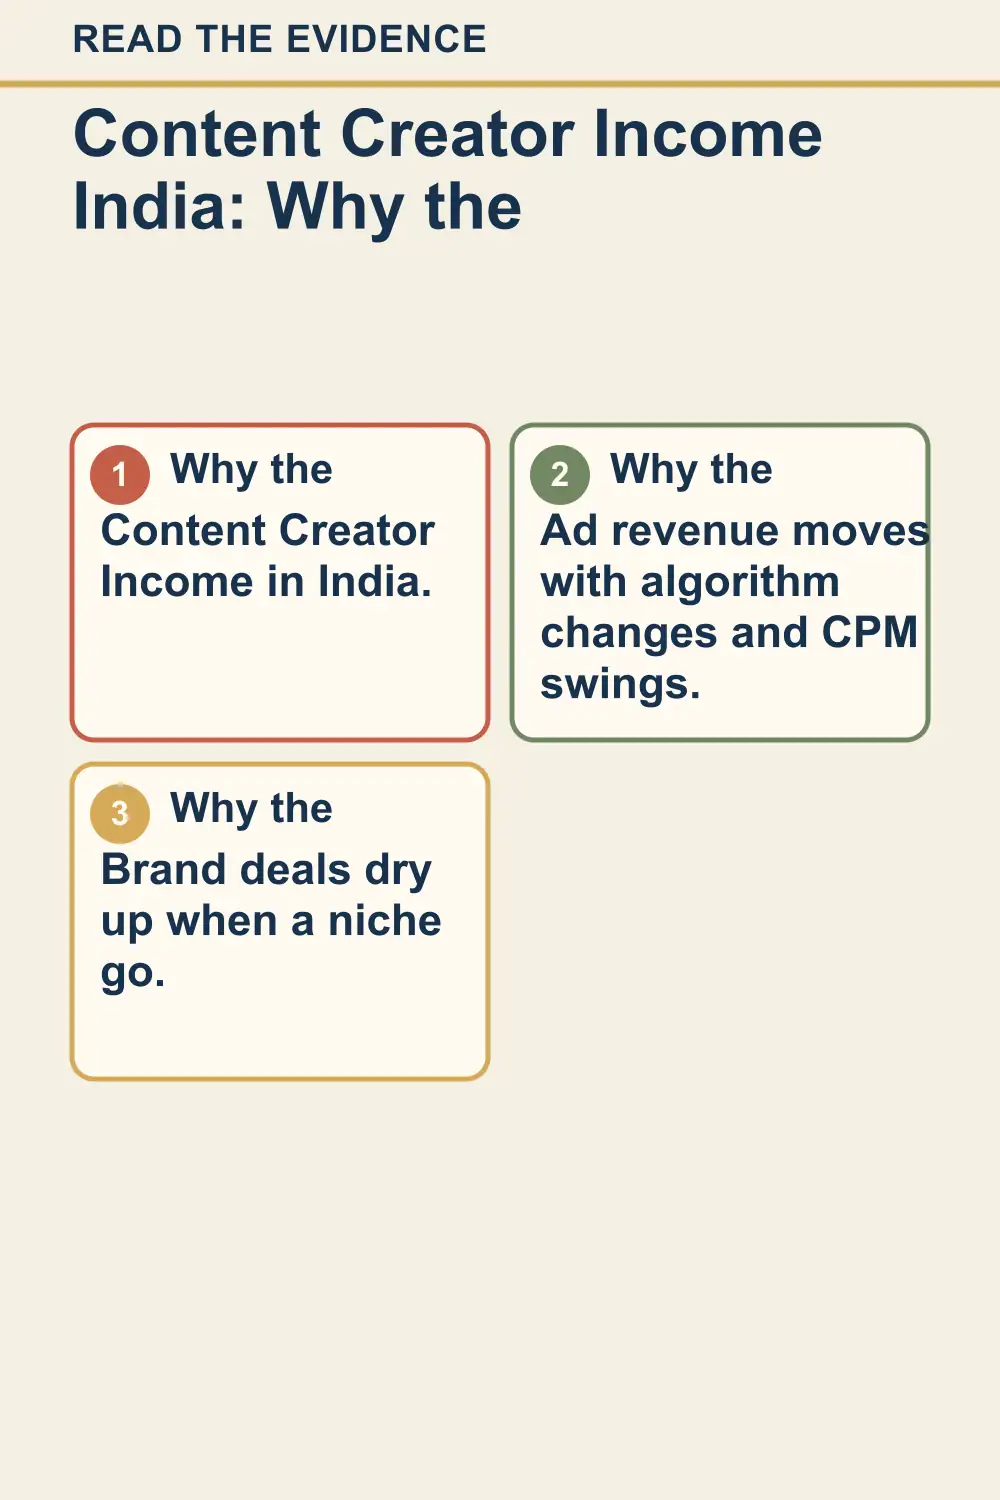 READ THE EVIDENCE
Content Creator Income
India: Why the
1 Why the
Content Creator
Income in India.
2 Why the
Ad revenue moves
with algorithm
changes and CPM
swings.
3 Why the
Brand deals dry
up when a niche
go.